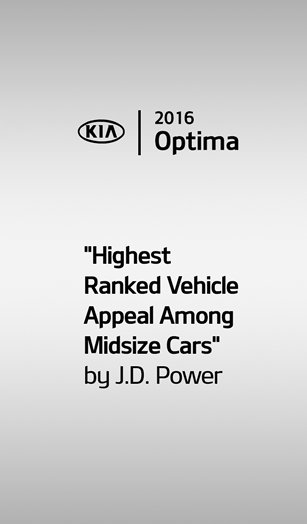 KIA
2016
Optima
"Highest
Ranked Vehicle
Appeal Among
Midsize Cars"
by J.D. Power